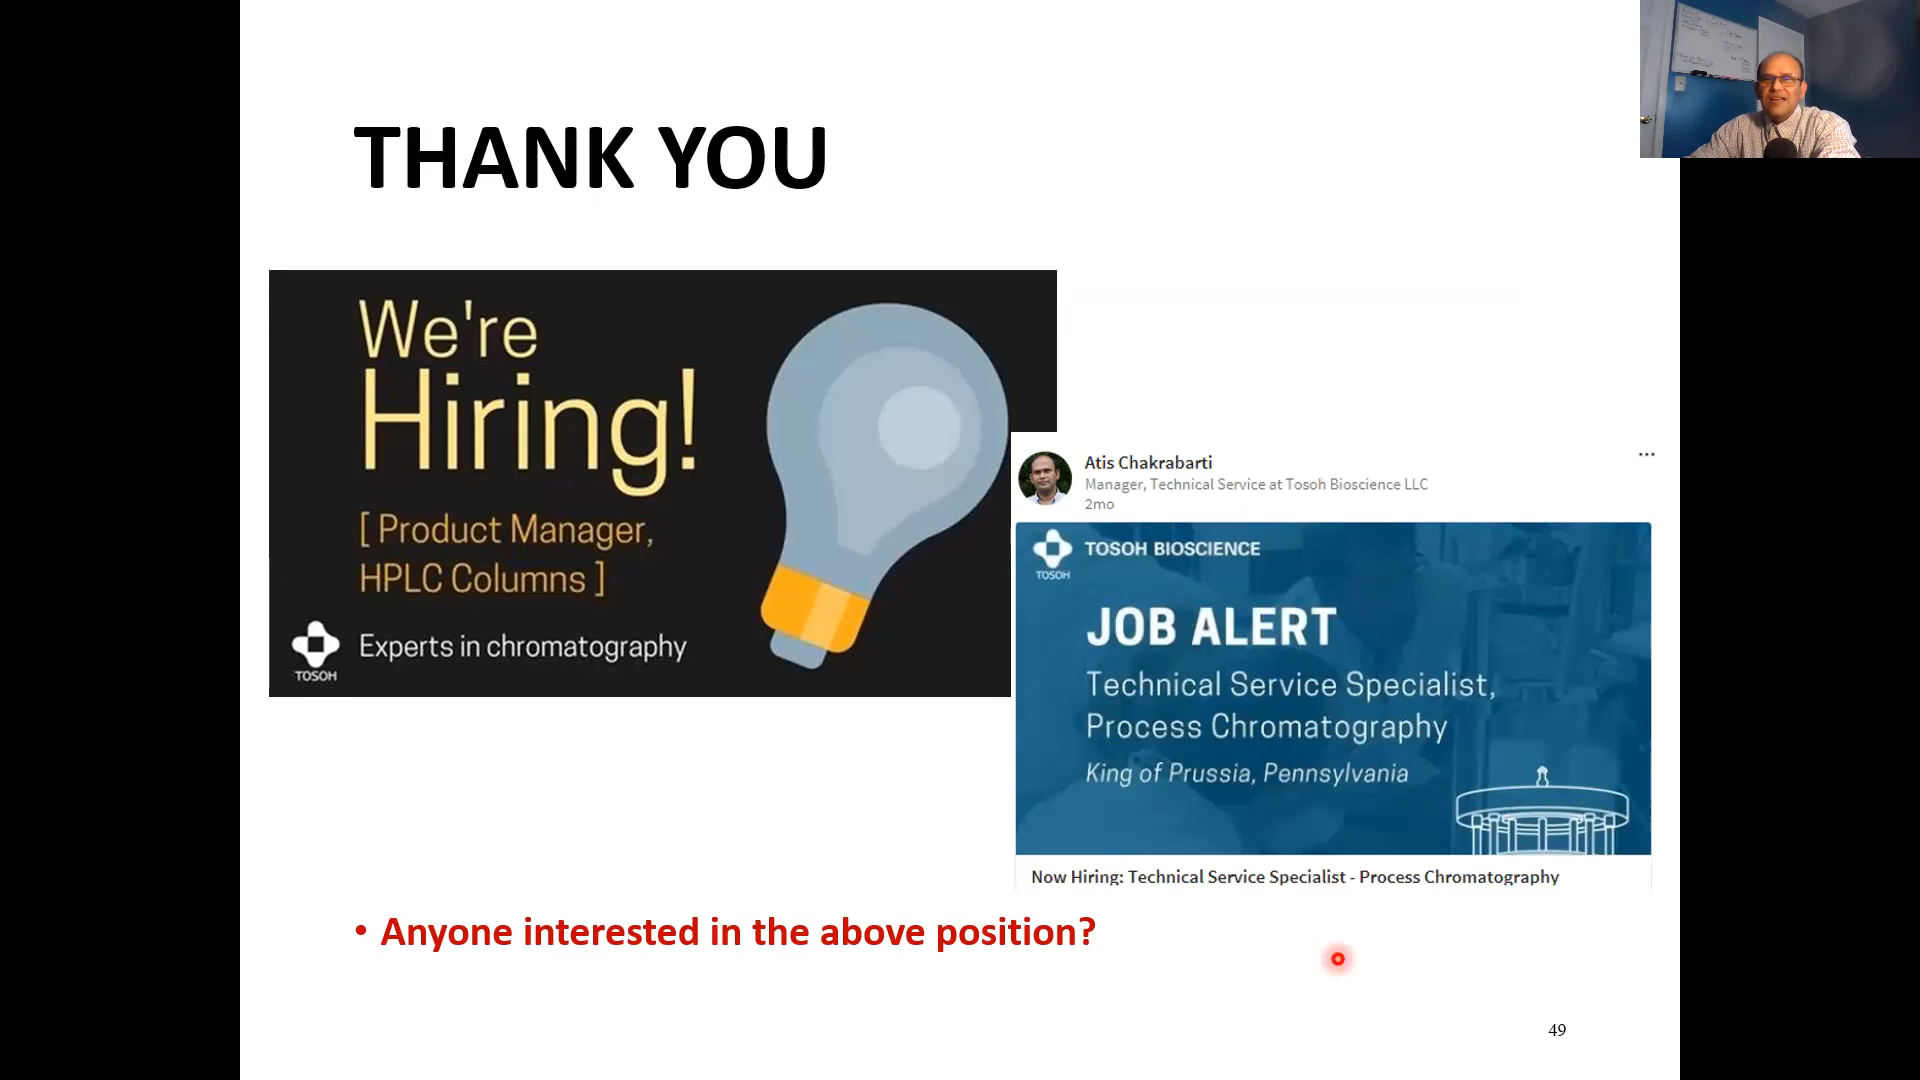 THANK YOU
We're
Hiring!
[ Product Manager,
HPLC Columns ]
TOSOH
Experts in chromatography
Atis Chakrabarti
...
Manager, Technical Service at Tosoh Bioscience LLC
2mo
TOSOH
TOSOH BIOSCIENCE
JOB ALERT
Technical Service Specialist,
Process Chromatography
King of Prussia, Pennsylvania
Now Hiring: Technical Service Specialist - Process Chromatography
• Anyone interested in the above position?
49